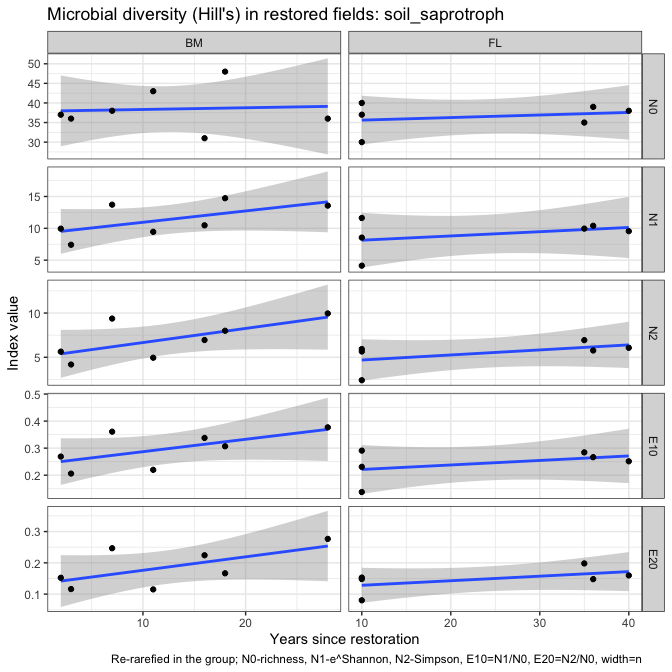 Microbial diversity (Hill's) in restored fields: soil_saprotroph
BM FL
50
45
40
35
30
N0
15
10
5
N1
10
5
N2
0.5
0.4
0.3
0.2
E10
0.3
0.2
0.1
E20
Index value
10 20 10 20 30 40
Years since restoration
Re-rarefied in the group; N0-richness, N1-e^Shannon, N2-Simpson, E10=N1/N0, E20=N2/N0, width=n